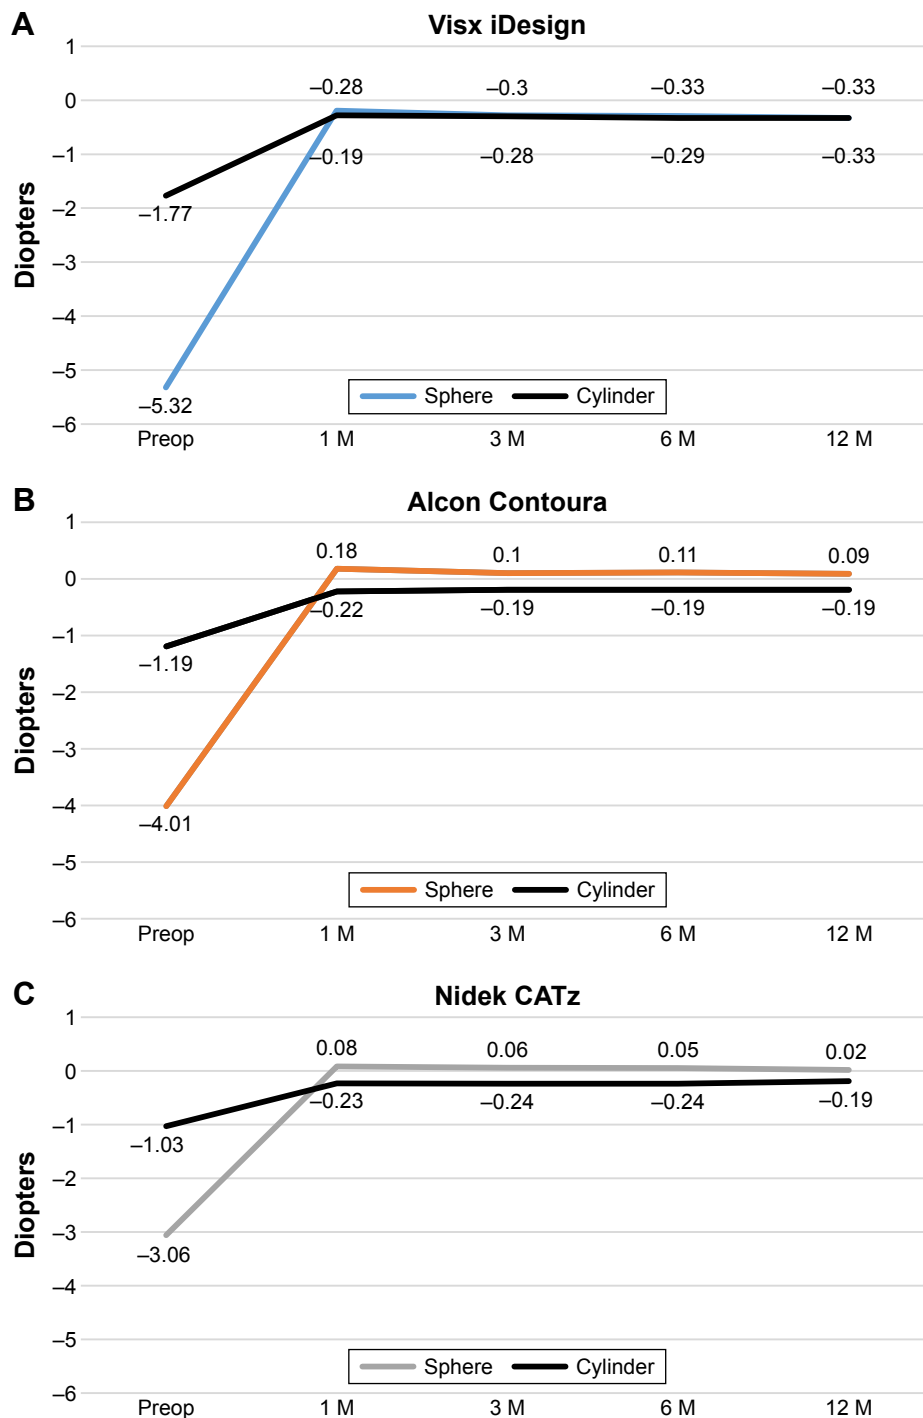 A
Visx iDesign
1
0
–1
–2
–3
–4
–5
–6
Diopters
–0.28 –0.3 –0.33 –0.33
–0.19 –0.28 –0.29 –0.33
–1.77
–5.32
Sphere Cylinder
Preop 1 M 3 M 6 M 12 M
B
Alcon Contoura
1
0
–1
–2
–3
–4
–5
–6
Diopters
0.18 0.1 0.11 0.09
–0.22 –0.19 –0.19 –0.19
–1.19
–4.01
Sphere Cylinder
Preop 1 M 3 M 6 M 12 M
C
Nidek CATz
1
0
–1
–2
–3
–4
–5
–6
Diopters
0.08 0.06 0.05 0.02
–0.23 –0.24 –0.24 –0.19
–1.03
–3.06
Sphere Cylinder
Preop 1 M 3 M 6 M 12 M